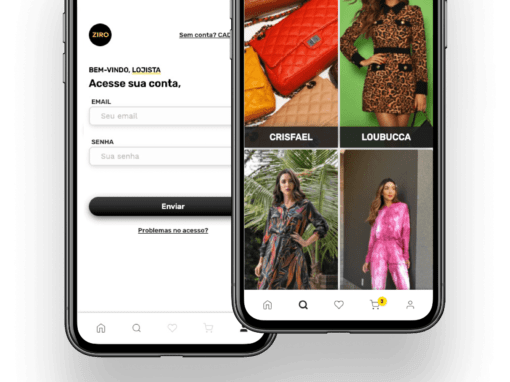 ZIRO
Sem conta? CAD
BEM-VINDO, LOJISTA
Acesse sua conta,
EMAIL
Seu email
SENHA
Sua senha
Enviar
Problemas no acesso?
CRISFAEL
LOUBUCCA
3